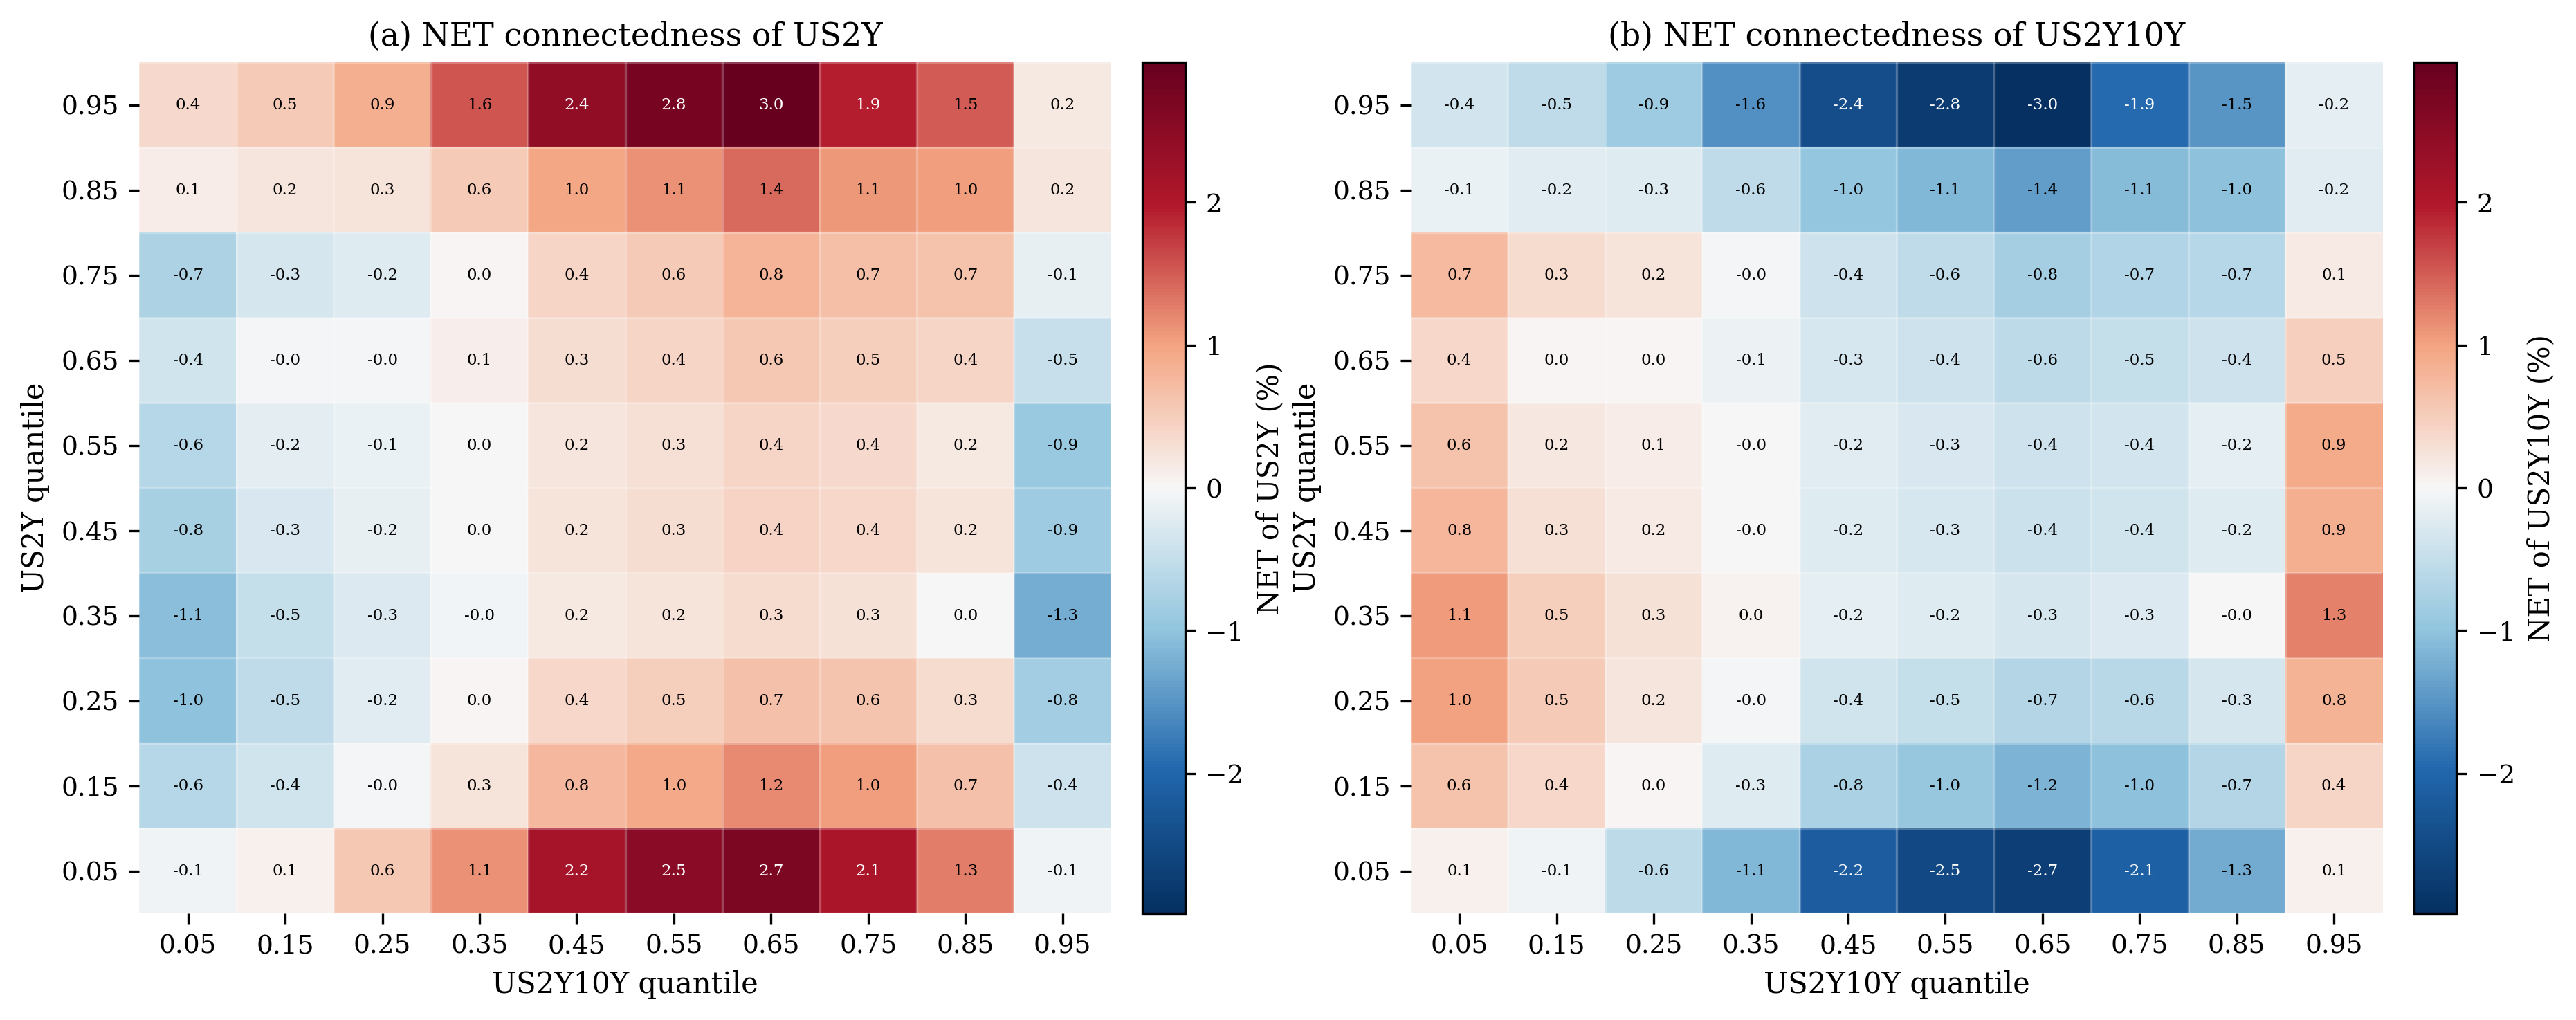 (a) NET connectedness of US2Y
US2Y quantile
0.95 0.4 0.5 0.9 1.6 2.4 2.8 3.0 1.9 1.5 0.2
0.85 0.1 0.2 0.3 0.6 1.0 1.1 1.4 1.1 1.0 0.2
0.75 -0.7 -0.3 -0.2 0.0 0.4 0.6 0.8 0.7 0.7 -0.1
0.65 -0.4 -0.0 -0.0 0.1 0.3 0.4 0.6 0.5 0.4 -0.5
0.55 -0.6 -0.2 -0.1 0.0 0.2 0.3 0.4 0.4 0.2 -0.9
0.45 -0.8 -0.3 -0.2 0.0 0.2 0.3 0.4 0.4 0.2 -0.9
0.35 -1.1 -0.5 -0.3 -0.0 0.2 0.2 0.3 0.3 0.0 -1.3
0.25 -1.0 -0.5 -0.2 0.0 0.4 0.5 0.7 0.6 0.3 -0.8
0.15 -0.6 -0.4 -0.0 0.3 0.8 1.0 1.2 1.0 0.7 -0.4
0.05 -0.1 0.1 0.6 1.1 2.2 2.5 2.7 2.1 1.3 -0.1
0.05 0.15 0.25 0.35 0.45 0.55 0.65 0.75 0.85 0.95
US2Y10Y quantile
2
1
0
−1
−2
NET of US2Y (%)
(b) NET connectedness of US2Y10Y
US2Y quantile
0.95 -0.4 -0.5 -0.9 -1.6 -2.4 -2.8 -3.0 -1.9 -1.5 -0.2
0.85 -0.1 -0.2 -0.3 -0.6 -1.0 -1.1 -1.4 -1.1 -1.0 -0.2
0.75 0.7 0.3 0.2 -0.0 -0.4 -0.6 -0.8 -0.7 -0.7 0.1
0.65 0.4 0.0 0.0 -0.1 -0.3 -0.4 -0.6 -0.5 -0.4 0.5
0.55 0.6 0.2 0.1 -0.0 -0.2 -0.3 -0.4 -0.4 -0.2 0.9
0.45 0.8 0.3 0.2 -0.0 -0.2 -0.3 -0.4 -0.4 -0.2 0.9
0.35 1.1 0.5 0.3 0.0 -0.2 -0.2 -0.3 -0.3 -0.0 1.3
0.25 1.0 0.5 0.2 -0.0 -0.4 -0.5 -0.7 -0.6 -0.3 0.8
0.15 0.6 0.4 0.0 -0.3 -0.8 -1.0 -1.2 -1.0 -0.7 0.4
0.05 0.1 -0.1 -0.6 -1.1 -2.2 -2.5 -2.7 -2.1 -1.3 0.1
0.05 0.15 0.25 0.35 0.45 0.55 0.65 0.75 0.85 0.95
US2Y10Y quantile
2
1
0
−1
−2
NET of US2Y10Y (%)